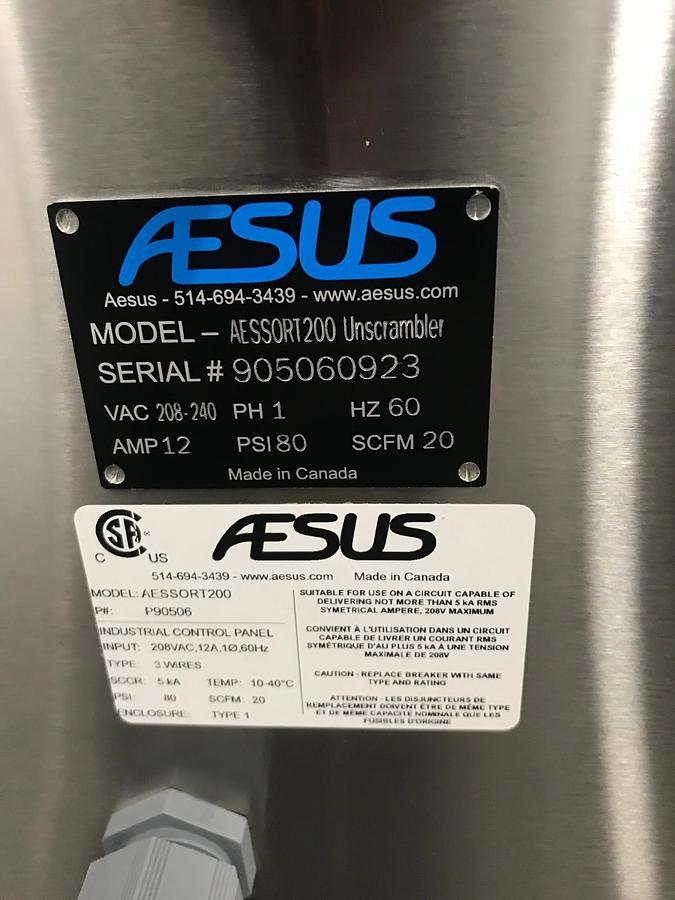 ÆSUS
Aesus - 514-694-3439 - www.aesus.com
MODEL – AESSORT200 Unscrambler
SERIAL # 905060923
VAC 208-240 PH 1 HZ 60
AMP 12 PSI 80 SCFM 20
Made in Canada
CSA
C US
ÆSUS
514-694-3439 - www.aesus.com Made in Canada
MODEL: AESSORT200
P#: P90506
INDUSTRIAL CONTROL PANEL
INPUT: 208VAC,12A,1Ø,60Hz
TYPE: 3 WIRES
SCCR: 5 kA TEMP: 10-40°C
PSI: 80 SCFM: 20
ENCLOSURE: TYPE 1
SUITABLE FOR USE ON A CIRCUIT CAPABLE OF
DELIVERING NOT MORE THAN 5 kA RMS
SYMETRICAL AMPERE, 208V MAXIMUM
CONVIENT À L'UTILISATION DANS UN CIRCUIT
CAPABLE DE LIVRER UN COURANT RMS
SYMÉTRIQUE D'AU PLUS 5 kA À UNE TENSION
MAXIMALE DE 208V
CAUTION - REPLACE BREAKER WITH SAME
TYPE AND RATING
ATTENTION - LES DISJUNCTEURS DE
REMPLACEMENT DOIVENT ÊTRE DE MÊME TYPE
ET DE MÊME CAPACITÉ NOMINALE QUE LES
FUSIBLES D'ORIGINE